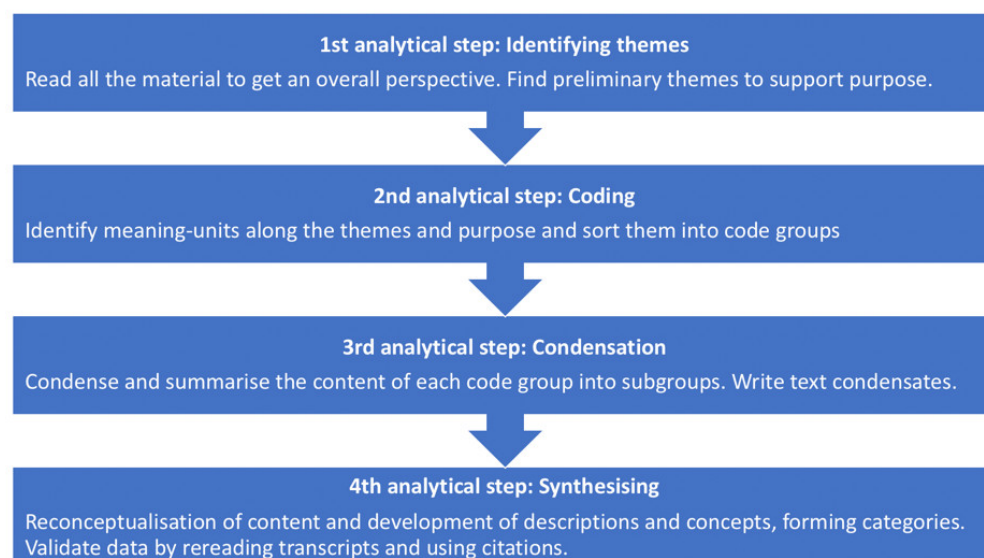 1st analytical step: Identifying themes
Read all the material to get an overall perspective. Find preliminary themes to support purpose.
2nd analytical step: Coding
Identify meaning-units along the themes and purpose and sort them into code groups
3rd analytical step: Condensation
Condense and summarise the content of each code group into subgroups. Write text condensates.
4th analytical step: Synthesising
Reconceptualisation of content and development of descriptions and concepts, forming categories.
Validate data by rereading transcripts and using citations.